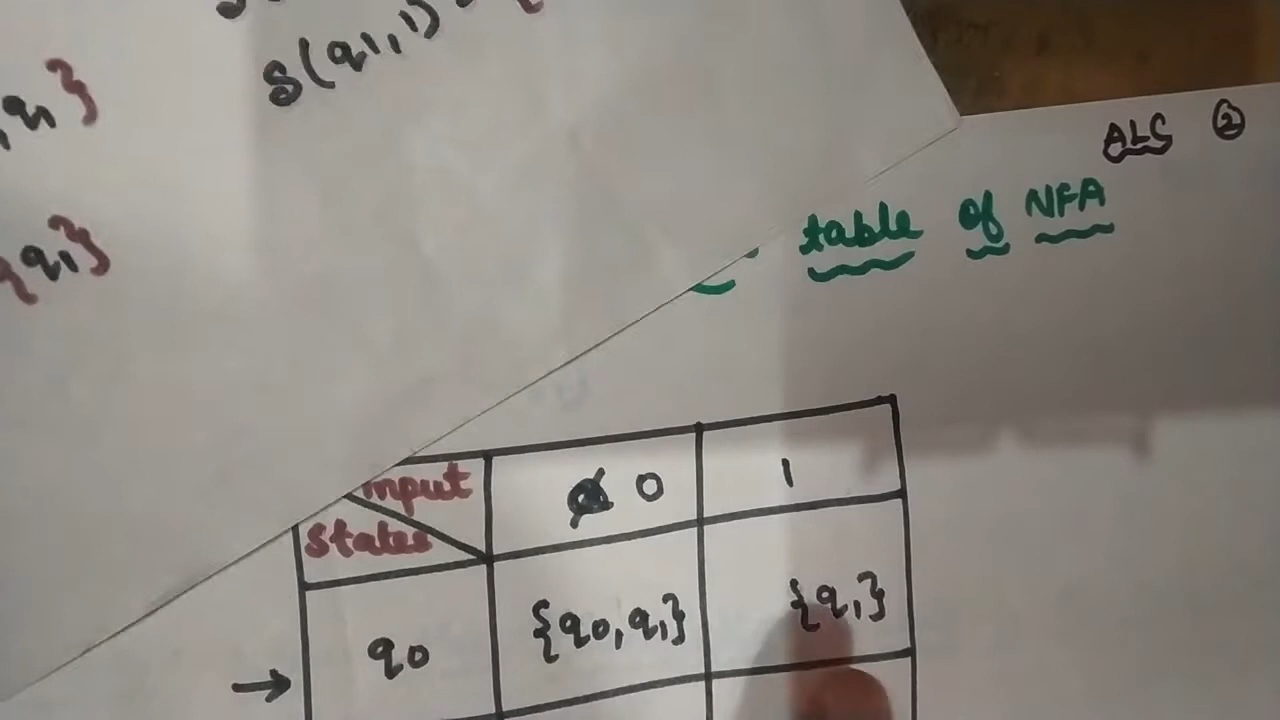 δ(q1,1)
,q1}
{q1}
ALC ②
table of NFA
input 0 1
States
→ q0 {q0,q1} {q1}